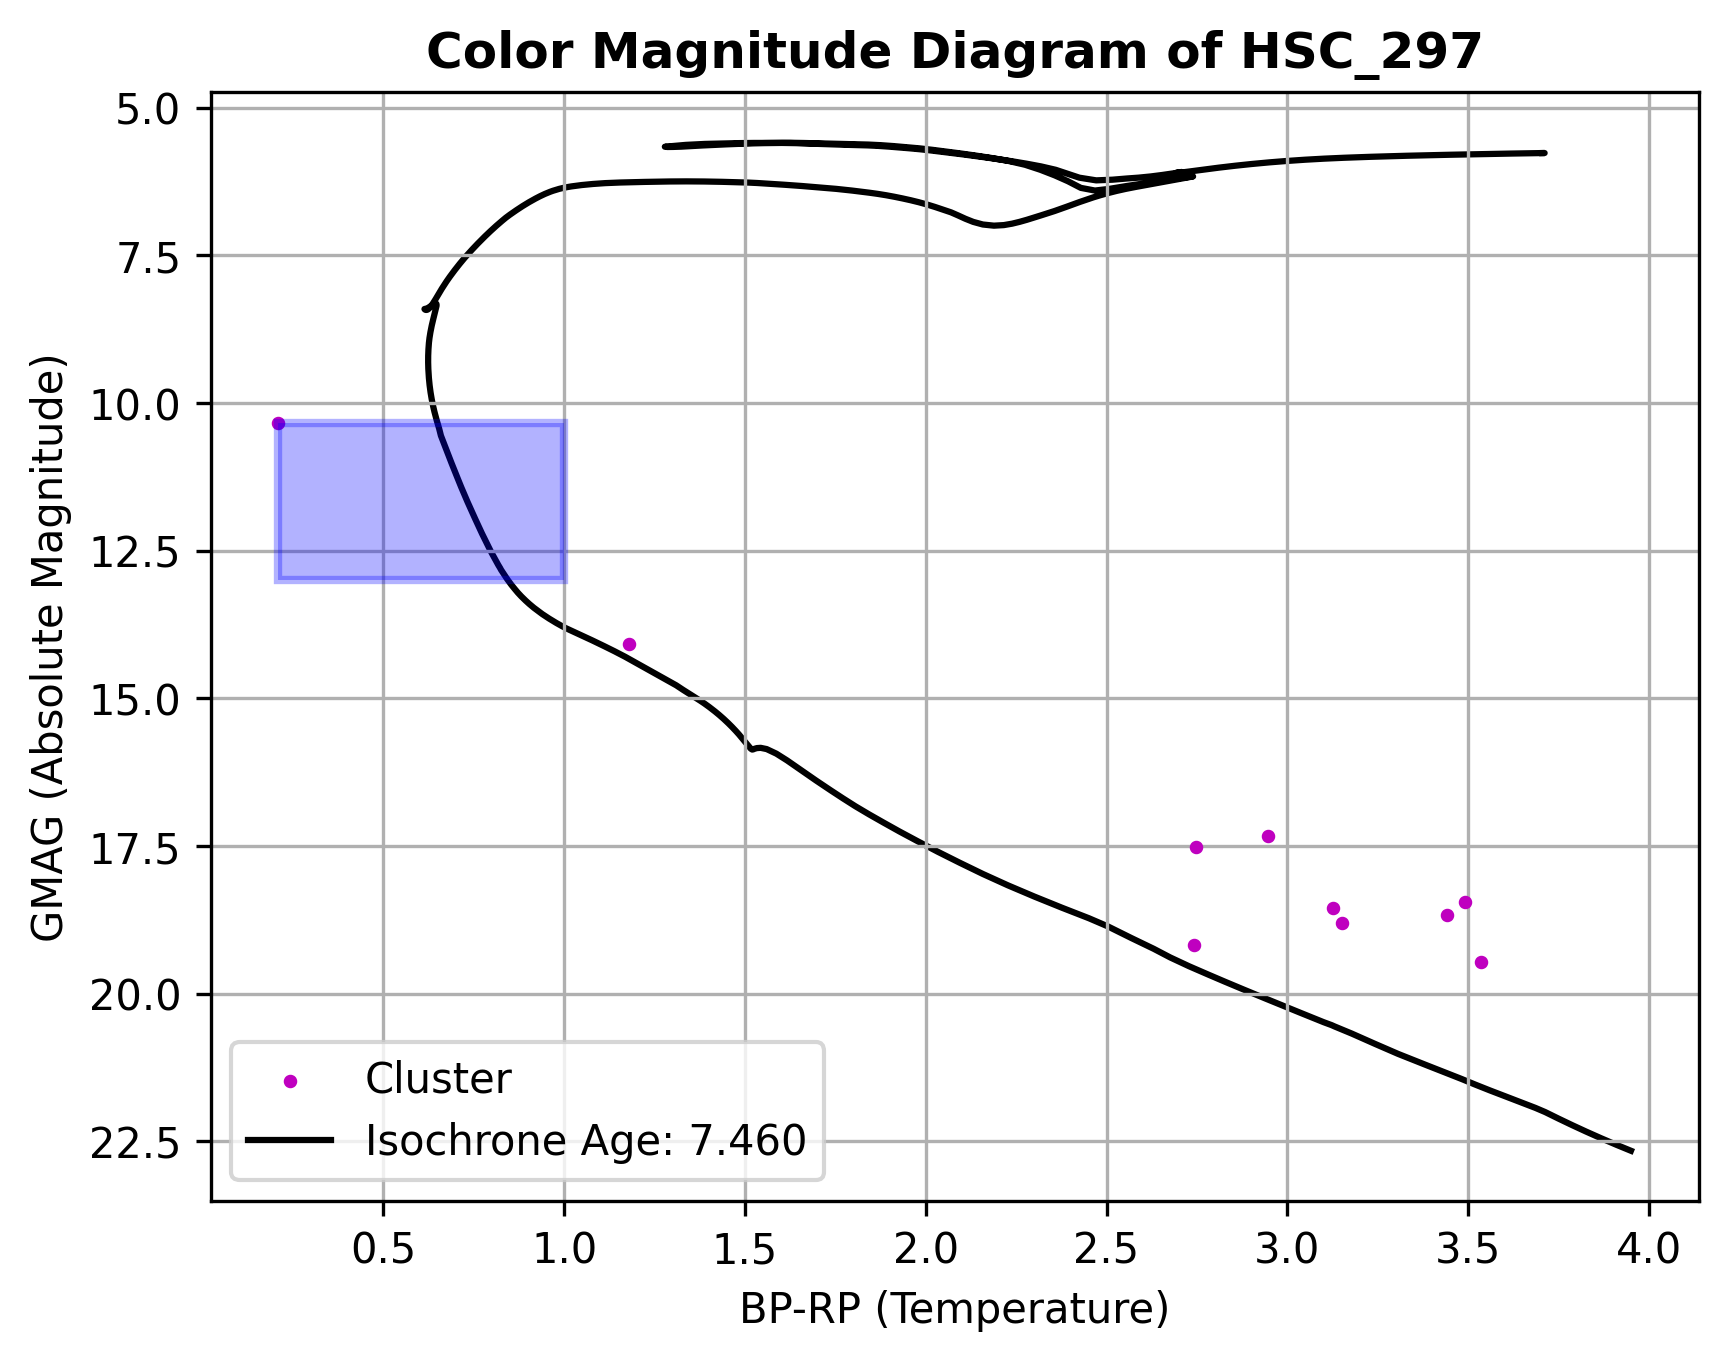 Color Magnitude Diagram of HSC_297
GMAG (Absolute Magnitude)
5.0
7.5
10.0
12.5
15.0
17.5
20.0
22.5
Cluster
Isochrone Age: 7.460
0.5 1.0 1.5 2.0 2.5 3.0 3.5 4.0
BP-RP (Temperature)